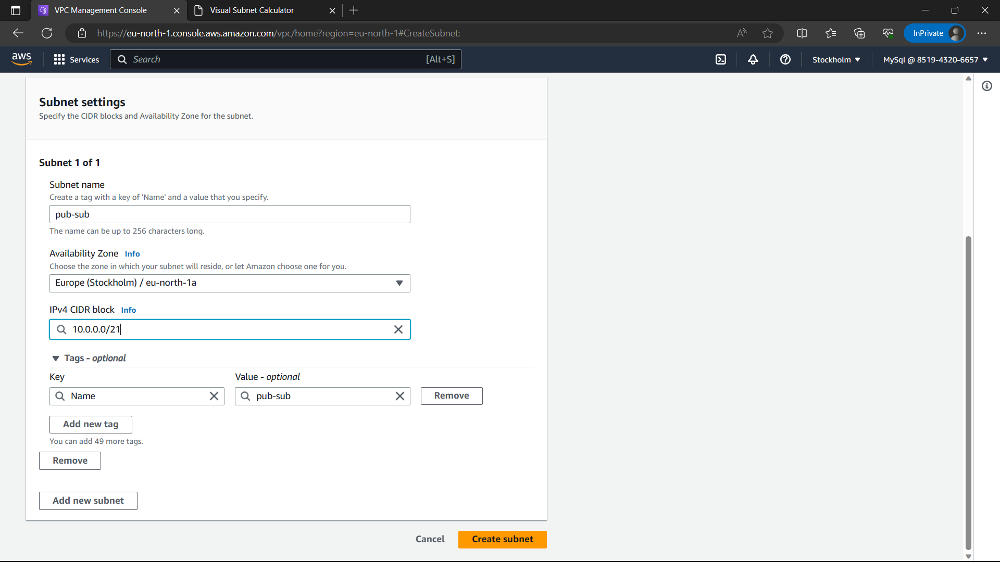 VPC Management Console
Visual Subnet Calculator
https://eu-north-1.console.aws.amazon.com/vpc/home?region=eu-north-1#CreateSubnet:
A))
InPrivate
aws
Services
Search
[Alt+S]
Stockholm
MySql @ 8519-4320-6657
Subnet settings
Specify the CIDR blocks and Availability Zone for the subnet.
Subnet 1 of 1
Subnet name
Create a tag with a key of 'Name' and a value that you specify.
pub-sub
The name can be up to 256 characters long.
Availability Zone Info
Choose the zone in which your subnet will reside, or let Amazon choose one for you.
Europe (Stockholm) / eu-north-1a
IPv4 CIDR block Info
10.0.0.0/21
Tags - optional
Key
Value - optional
Name
pub-sub
Remove
Add new tag
You can add 49 more tags.
Remove
Add new subnet
Cancel
Create subnet